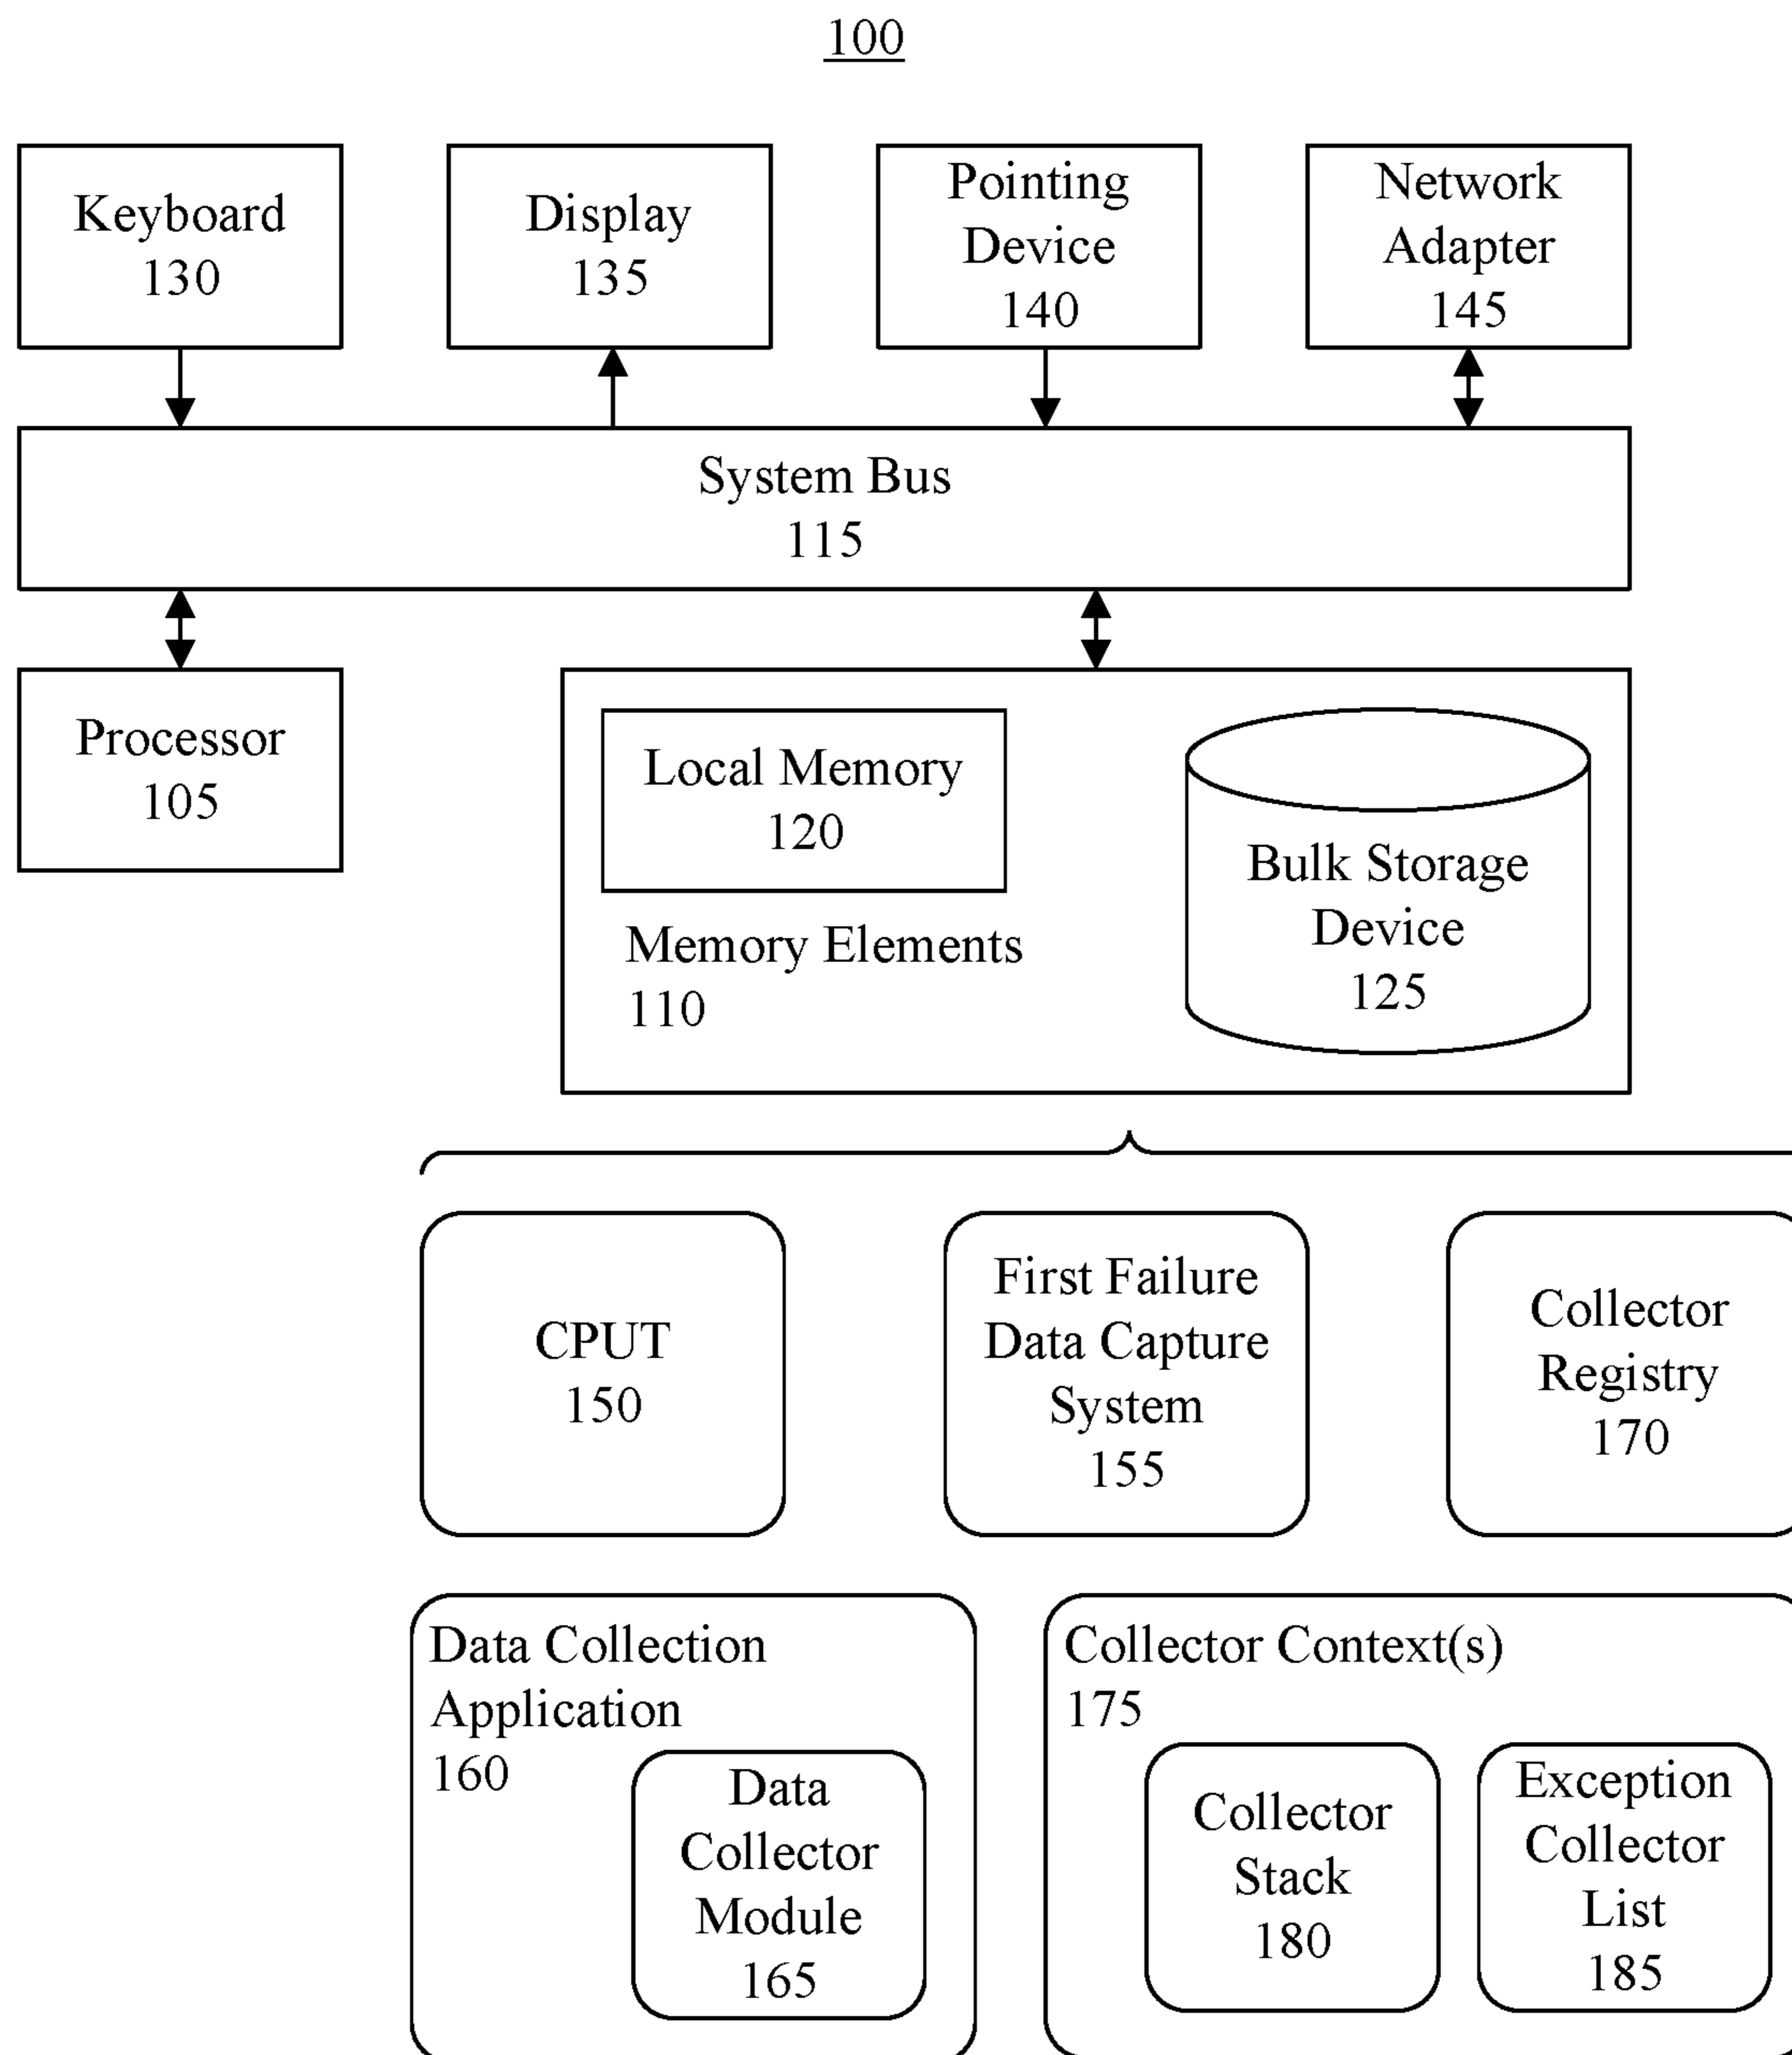 100
Keyboard
130
Display
135
Pointing
Device
140
Network
Adapter
145
System Bus
115
Processor
105
Local Memory
120
Memory Elements
110
Bulk Storage
Device
125
CPUT
150
First Failure
Data Capture
System
155
Collector
Registry
170
Data Collection
Application
160
Data
Collector
Module
165
Collector Context(s)
175
Collector
Stack
180
Exception
Collector
List
185